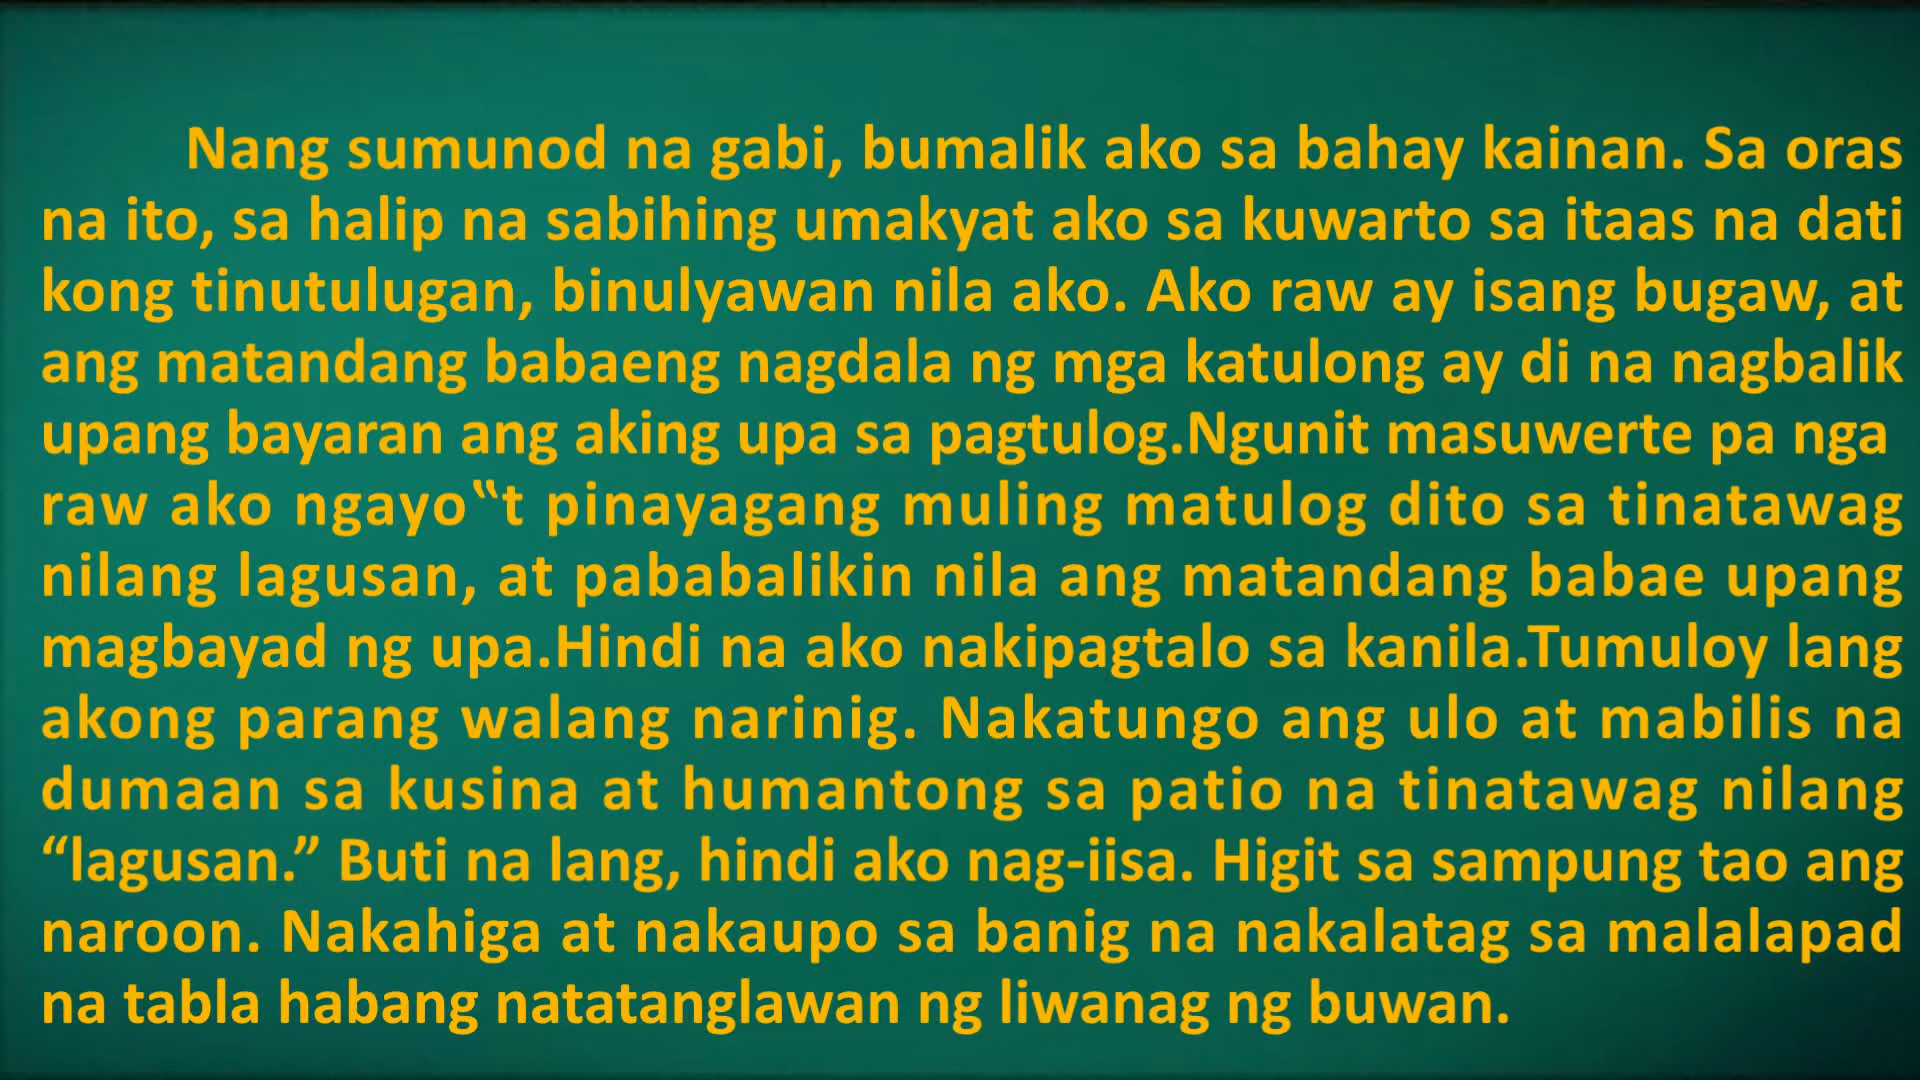 Nang sumunod na gabi, bumalik ako sa bahay kainan. Sa oras
na ito, sa halip na sabihing umakyat ako sa kuwarto sa itaas na dati
kong tinutulugan, binulyawan nila ako. Ako raw ay isang bugaw, at
ang matandang babaeng nagdala ng mga katulong ay di na nagbalik
upang bayaran ang aking upa sa pagtulog.Ngunit masuwerte pa nga
raw ako ngayo‟t pinayagang muling matulog dito sa tinatawag
nilang lagusan, at pababalikin nila ang matandang babae upang
magbayad ng upa.Hindi na ako nakipagtalo sa kanila.Tumuloy lang
akong parang walang narinig. Nakatungo ang ulo at mabilis na
dumaan sa kusina at humantong sa patio na tinatawag nilang
“lagusan.” Buti na lang, hindi ako nag-iisa. Higit sa sampung tao ang
naroon. Nakahiga at nakaupo sa banig na nakalatag sa malalapad
na tabla habang natatanglawan ng liwanag ng buwan.